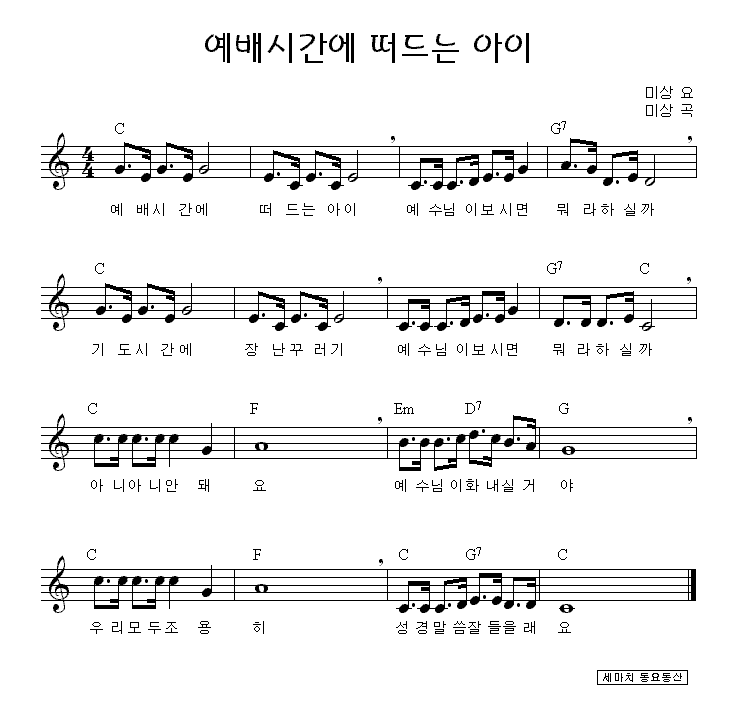 예배시간에 떠드는 아이
미상 요
미상 곡
C G7
예 배시 간에 떠 드는 아이 예 수님 이보시면 뭐 라하 실까
C G7 C
기 도시 간에 장 난꾸 러기 예 수님 이보시면 뭐 라하 실까
C F Em D7 G
아 니아니안 돼 요 예 수님 이화 내실 거 야
C F C G7 C
우 리모 두조 용 히 성 경말 씀잘 들을 래 요
세마치 동요동산